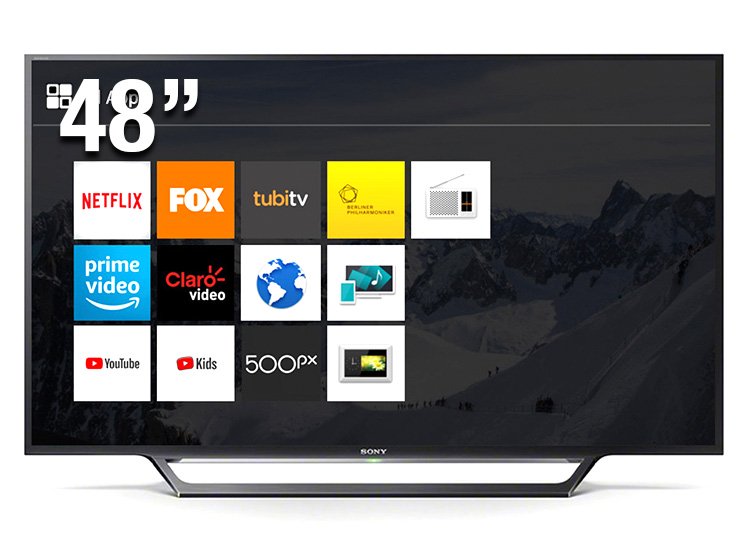 48”
NETFLIX
FOX
tubitv
BERLINER
PHILHARMONIKER
prime
video
Claro
video
YouTube
Kids
500px
SONY